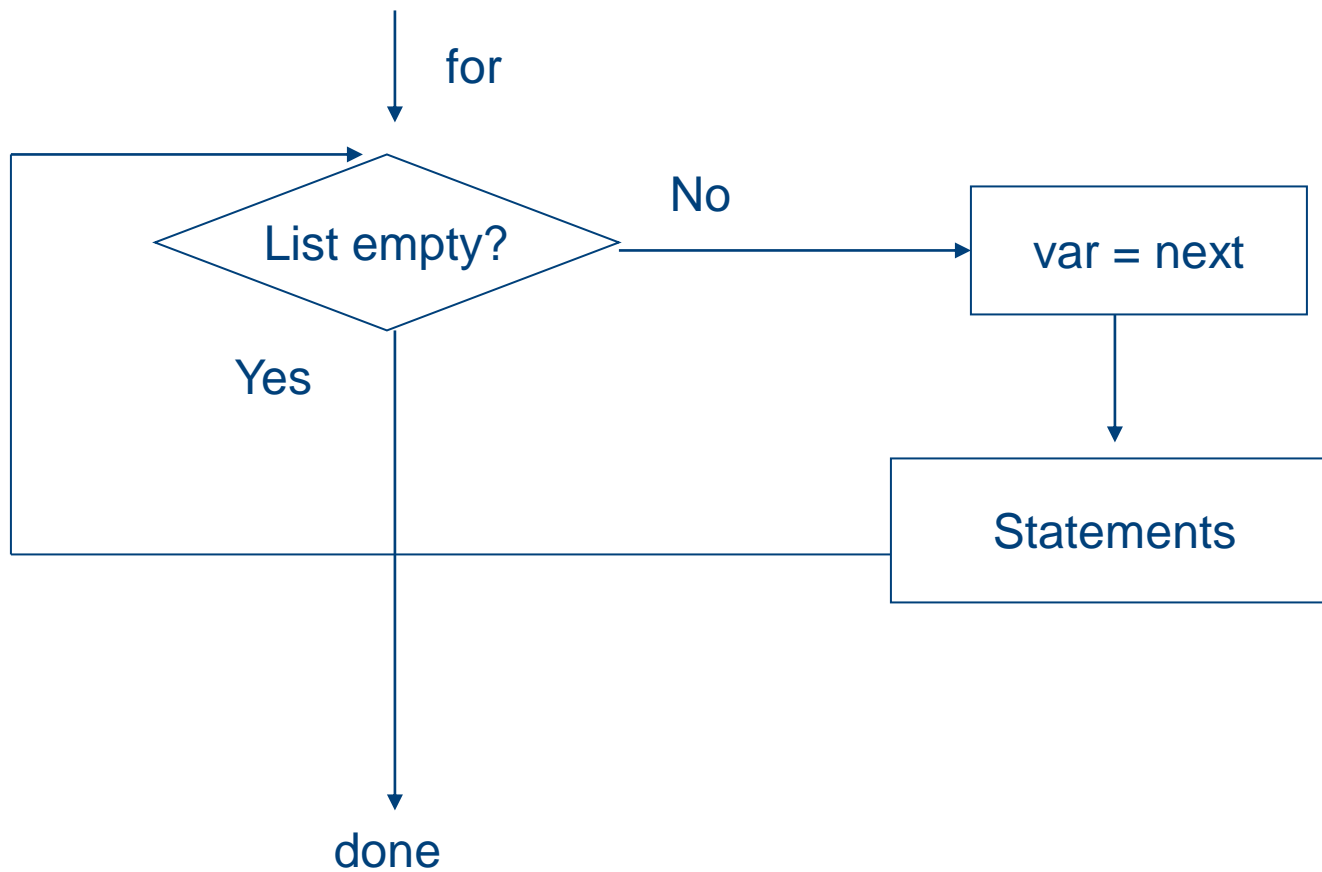 for
List empty?
No
var = next
Yes
Statements
done